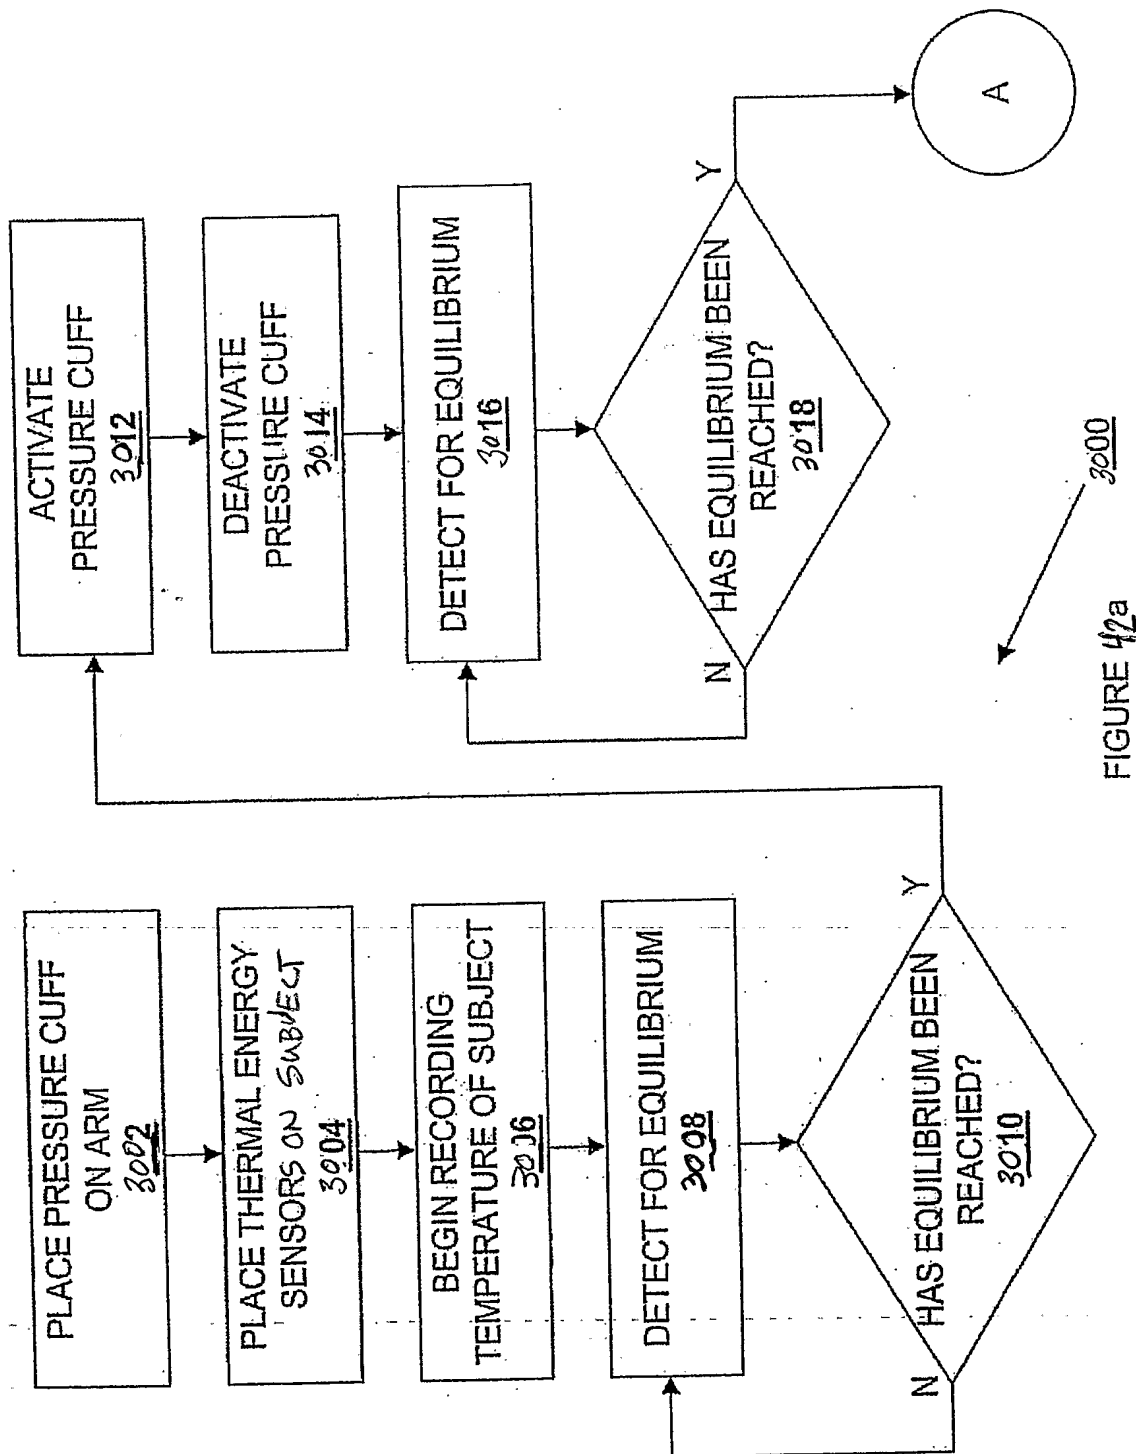 PLACE PRESSURE CUFF
ON ARM
3002
PLACE THERMAL ENERGY
SENSORS ON SUBJECT
3004
BEGIN RECORDING
TEMPERATURE OF SUBJECT
3006
DETECT FOR EQUILIBRIUM
3008
N
HAS EQUILIBRIUM BEEN
REACHED?
3010
Y
ACTIVATE
PRESSURE CUFF
3012
DEACTIVATE
PRESSURE CUFF
3014
DETECT FOR EQUILIBRIUM
3016
N
HAS EQUILIBRIUM BEEN
REACHED?
3018
Y
A
3000
FIGURE 42a